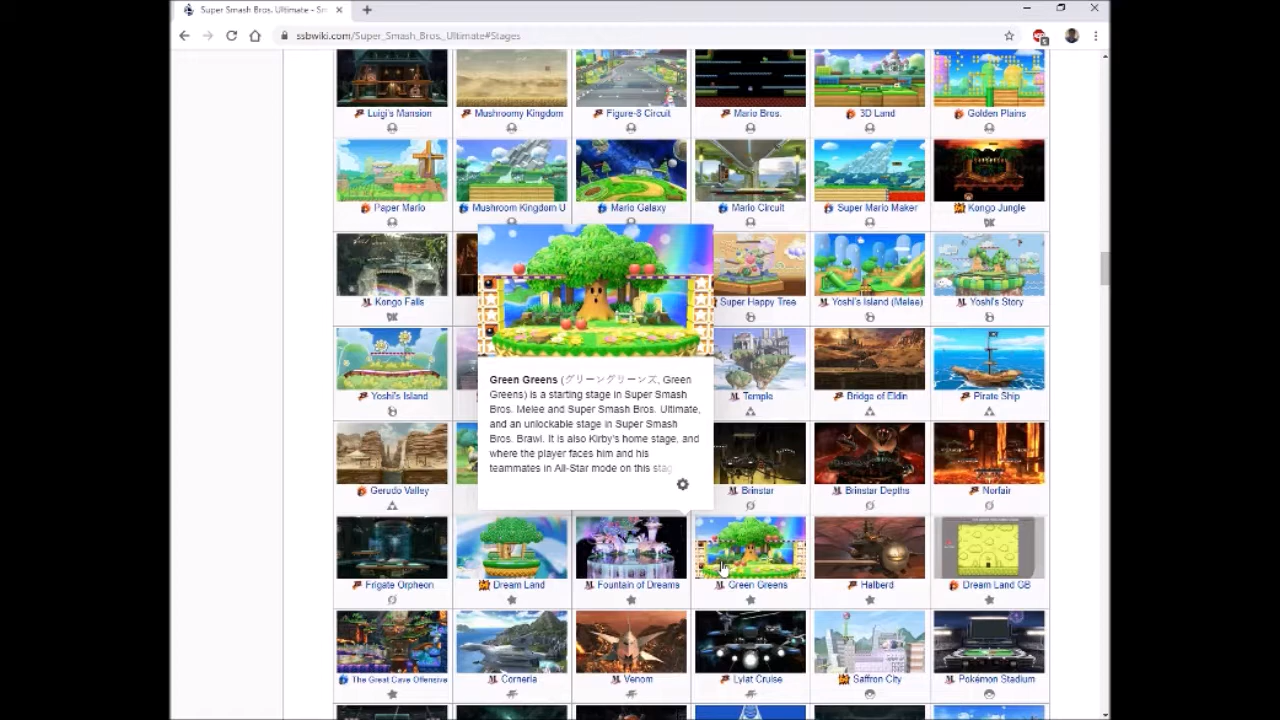 Super Smash Bros. Ultimate - Sm
ssbwiki.com/Super_Smash_Bros._Ultimate#Stages
Luigi's Mansion
Mushroomy Kingdom
Figure-8 Circuit
Mario Bros.
3D Land
Golden Plains
Paper Mario
Mushroom Kingdom U
Mario Galaxy
Mario Circuit
Super Mario Maker
Kongo Jungle
Kongo Falls
Super Happy Tree
Yoshi's Island (Melee)
Yoshi's Story
Yoshi's Island
Temple
Bridge of Eldin
Pirate Ship
Green Greens (グリーングリーンズ, Green
Greens) is a starting stage in Super Smash
Bros. Melee and Super Smash Bros. Ultimate,
and an unlockable stage in Super Smash
Bros. Brawl. It is also Kirby's home stage, and
where the player faces him and his
teammates in All-Star mode on this stag
Gerudo Valley
Brinstar
Brinstar Depths
Norfair
Frigate Orpheon
Dream Land
Fountain of Dreams
Green Greens
Halberd
Dream Land GB
The Great Cave Offensive
Corneria
Venom
Lylat Cruise
Saffron City
Pokémon Stadium